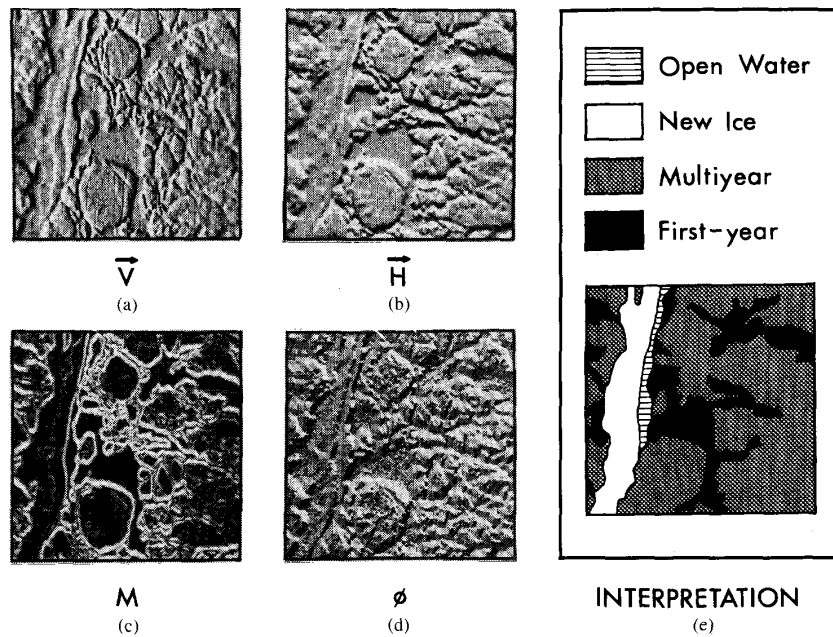 V
(a)
H
(b)
M
(c)
ø
(d)
Open Water
New Ice
Multiyear
First-year
INTERPRETATION
(e)